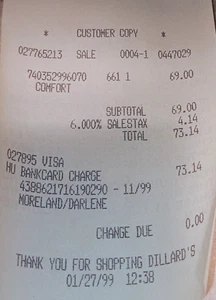 * CUSTOMER COPY *
027765213 SALE 0004-1 0447029
740352996070 661 1 69.00
COMFORT
SUBTOTAL 69.00
6.000% SALESTAX 4.14
TOTAL 73.14
027895 VISA
MU BANKCARD CHARGE 73.14
4388621716190290 - 11/99
MORELAND/DARLENE
CHANGE DUE 0.00
THANK YOU FOR SHOPPING DILLARD'S
01/27/99 12:38